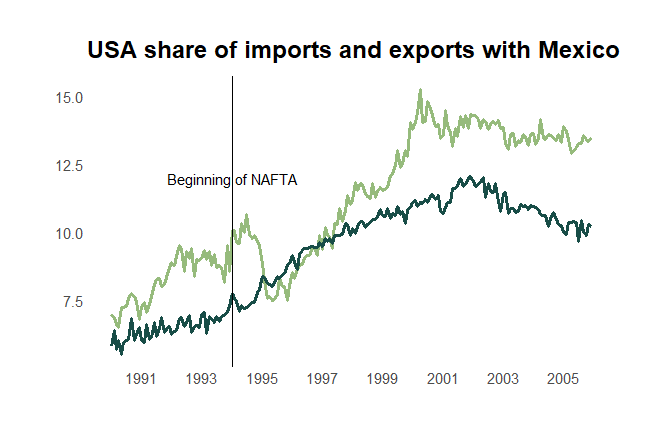 USA share of imports and exports with Mexico
15.0
12.5
Beginning of NAFTA
10.0
7.5
1991 1993 1995 1997 1999 2001 2003 2005